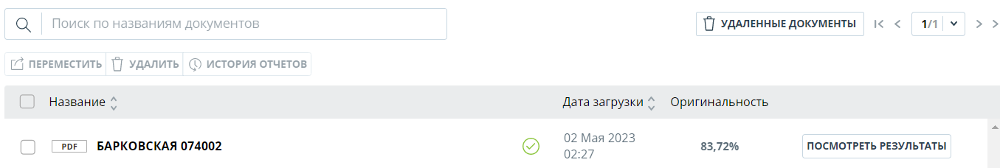 Поиск по названиям документов
УДАЛЕННЫЕ ДОКУМЕНТЫ
1/1
ПЕРЕМЕСТИТЬ
УДАЛИТЬ
ИСТОРИЯ ОТЧЕТОВ
Название
Дата загрузки
Оригинальность
PDF
БАРКОВСКАЯ 074002
02 Мая 2023
02:27
83,72%
ПОСМОТРЕТЬ РЕЗУЛЬТАТЫ